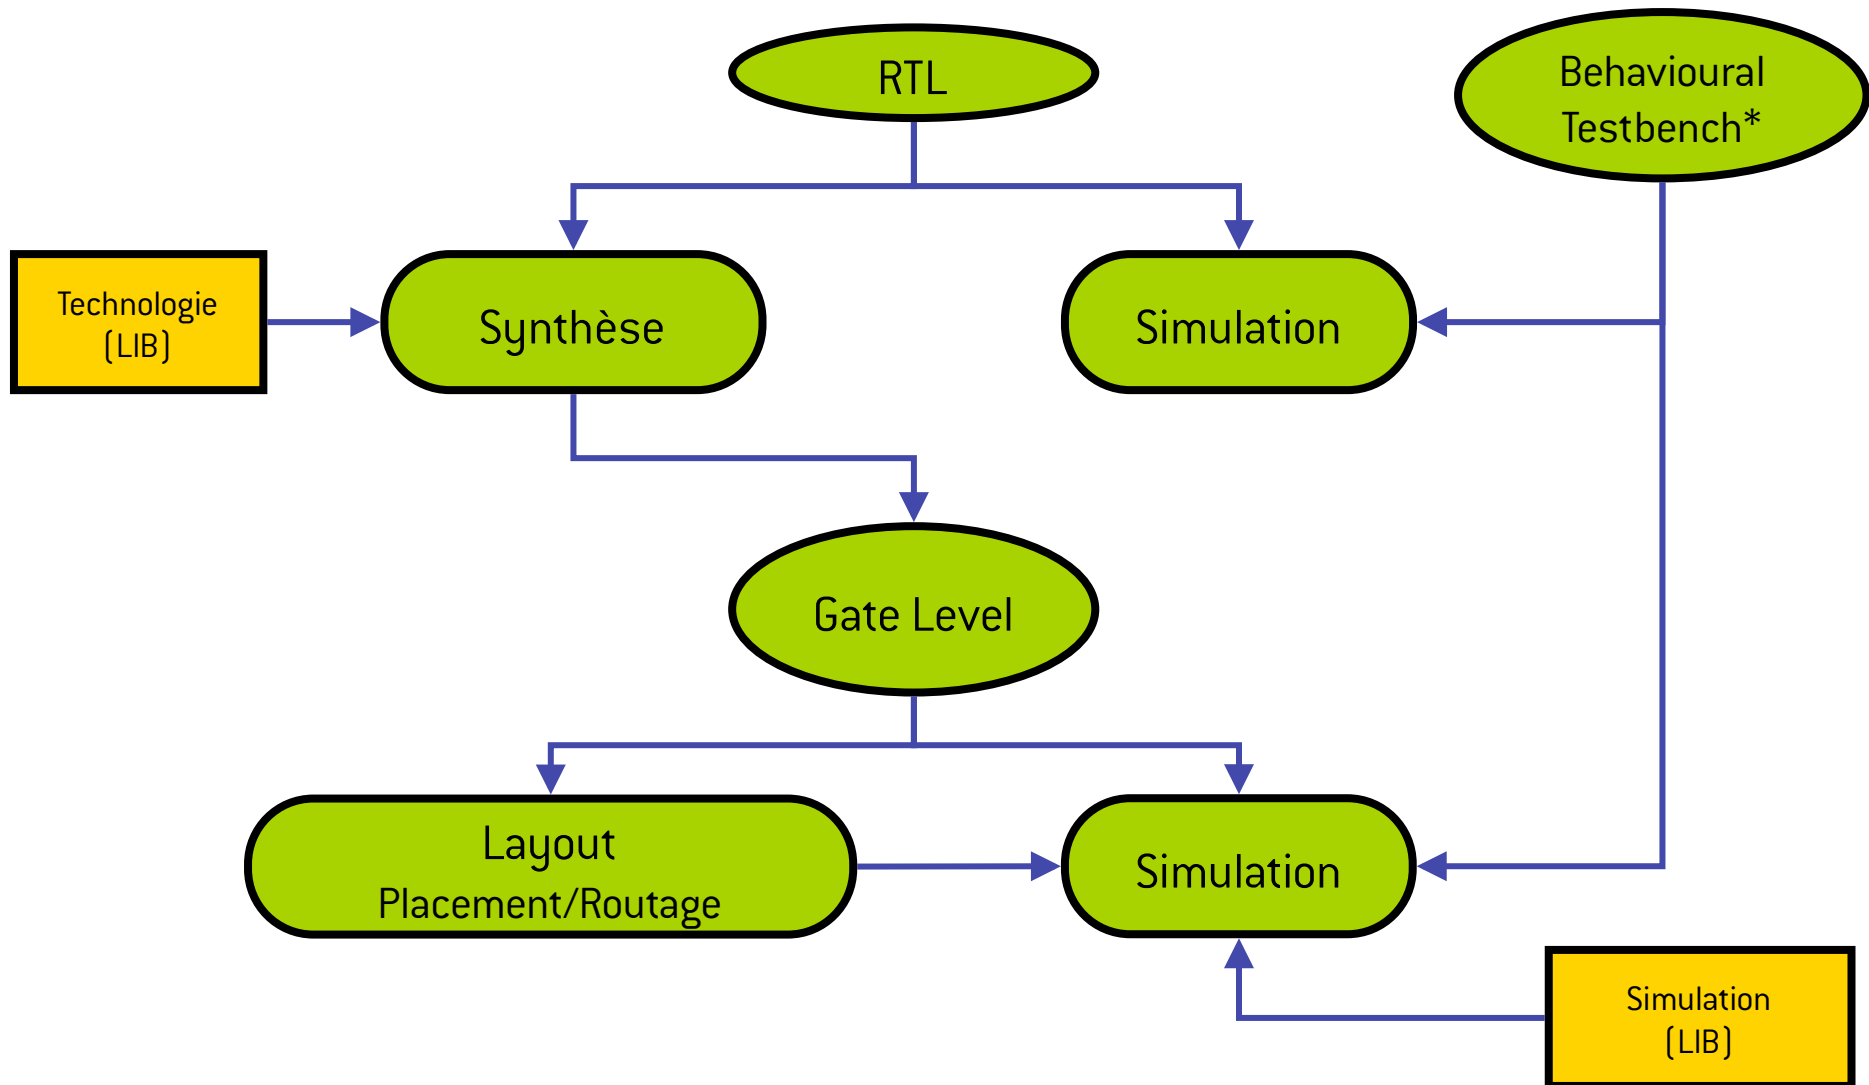 RTL
Behavioural
Testbench*
Technologie
(LIB)
Synthèse
Simulation
Gate Level
Layout
Placement/Routage
Simulation
Simulation
(LIB)